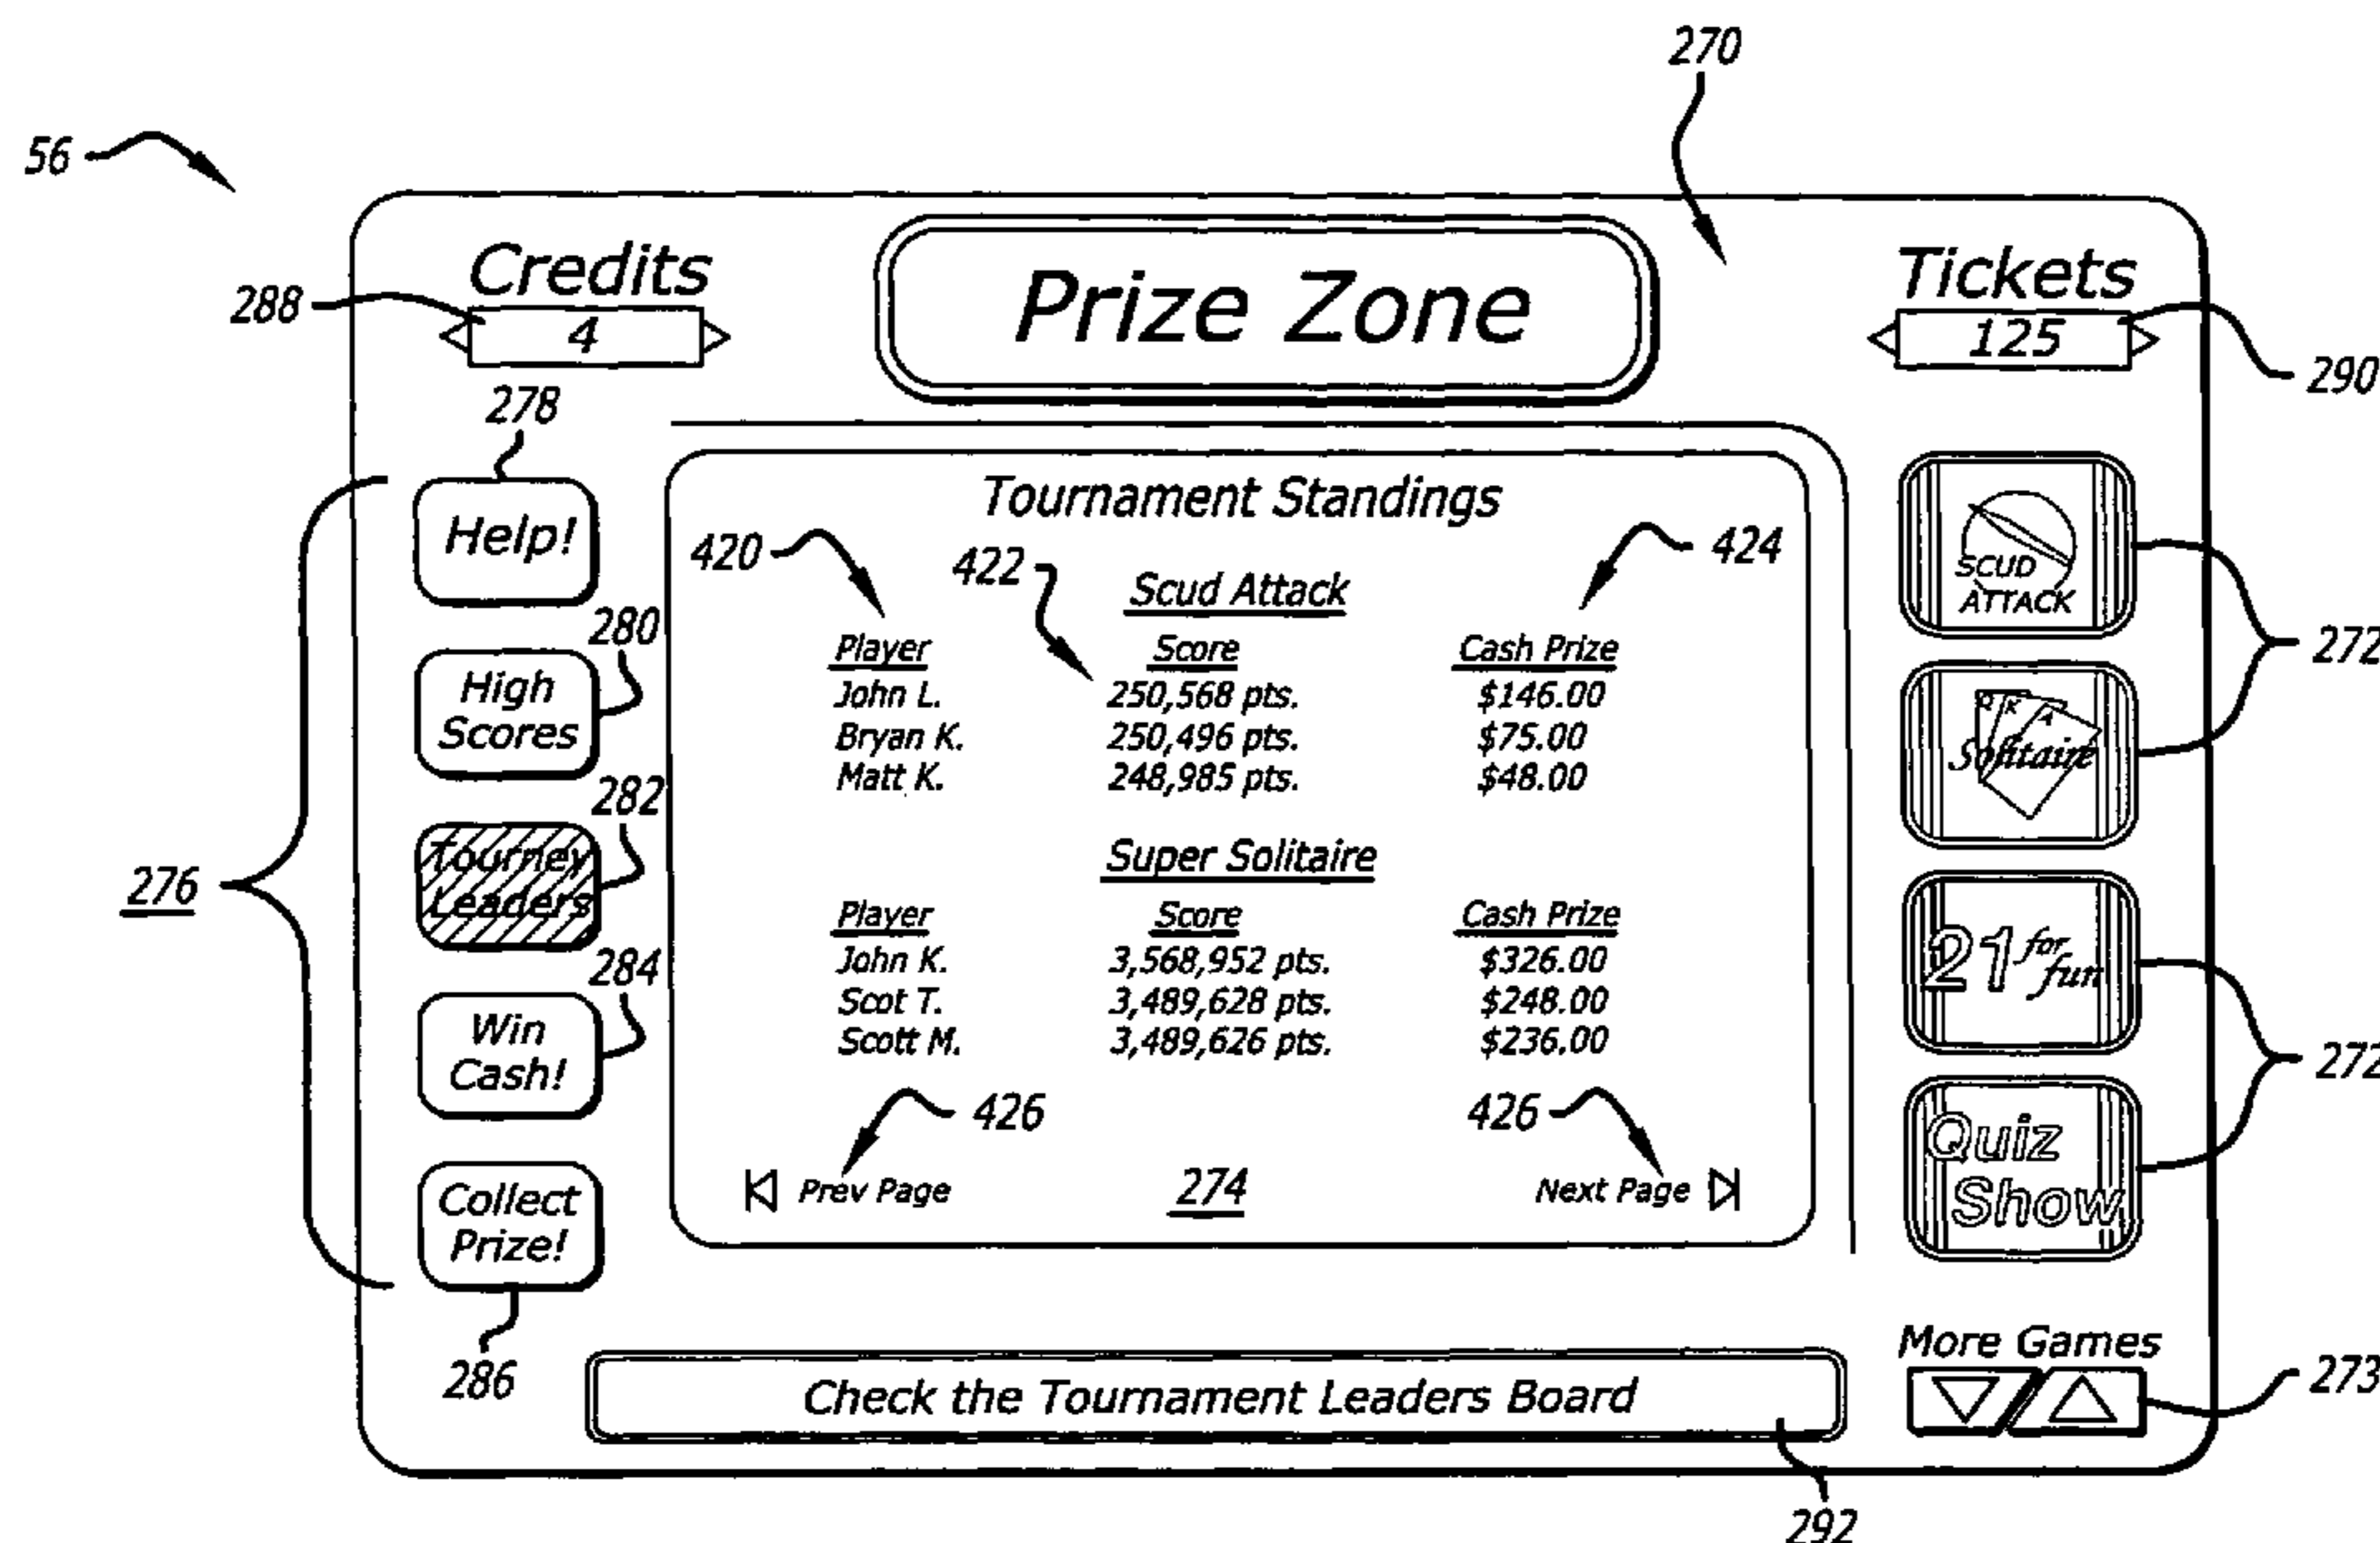 270
56
Credits
Prize Zone
Tickets
288
4
125
290
278
Help!
Tournament Standings
420
422
424
Scud Attack
SCUD
ATTACK
272
280
Player Score Cash Prize
John L. 250,568 pts. $146.00
Bryan K. 250,496 pts. $75.00
Matt K. 248,985 pts. $48.00
High
Scores
Q K A
Solitaire
282
Tourney
Leaders
276
Super Solitaire
Player Score Cash Prize
John K. 3,568,952 pts. $326.00
Scot T. 3,489,628 pts. $248.00
Scott M. 3,489,626 pts. $236.00
21 for
fun
284
Win
Cash!
272
426
426
Quiz
Show
Collect
Prize!
Prev Page
274
Next Page
286
More Games
273
Check the Tournament Leaders Board
292